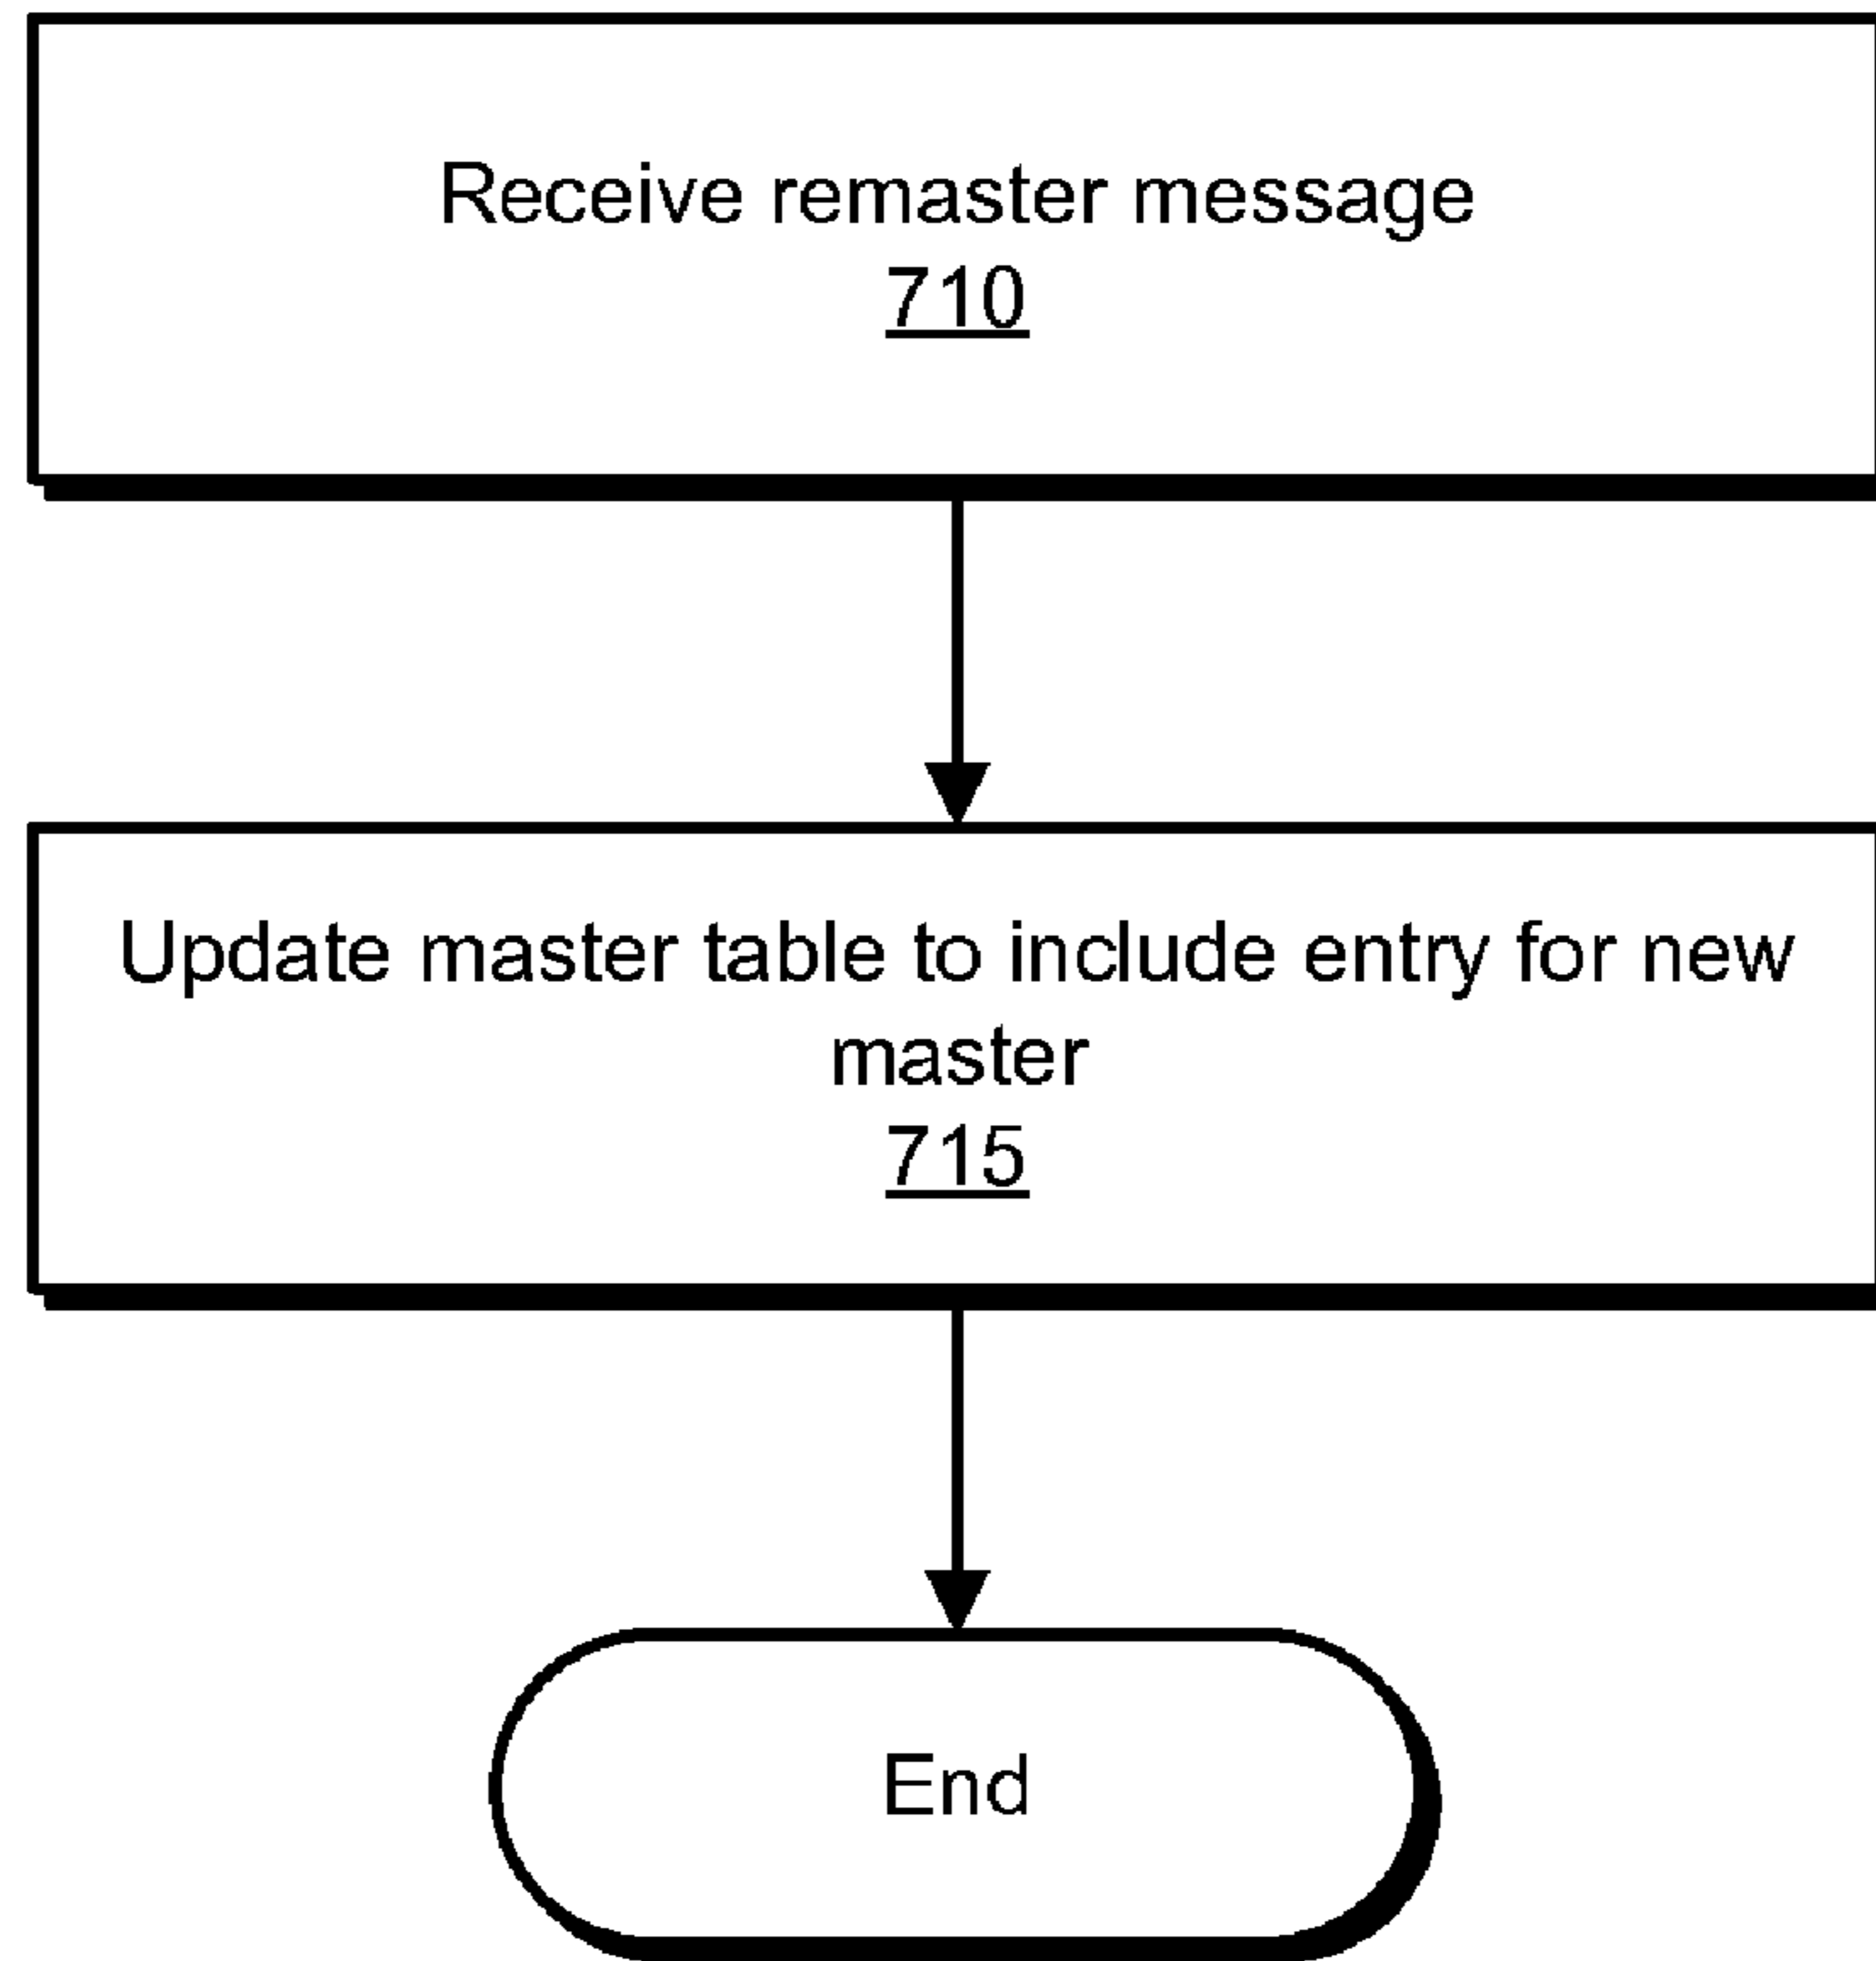 Receive remaster message
710
Update master table to include entry for new
master
715
End